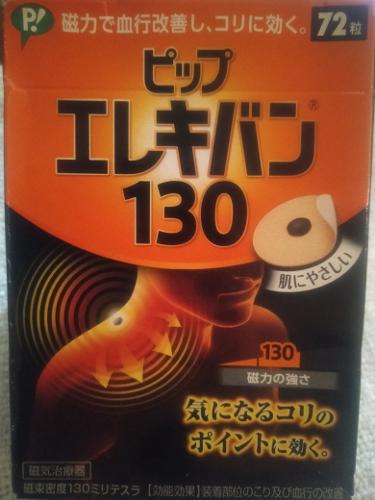 P!
磁力で血行改善し、コリに効く。
72粒
ピップ
エレキバン®
130
肌にやさしい
130
磁力の強さ
気になるコリの
ポイントに効く。
磁気治療器
磁束密度130ミリテスラ 【効能効果】装着部位のこり及び血行の改善